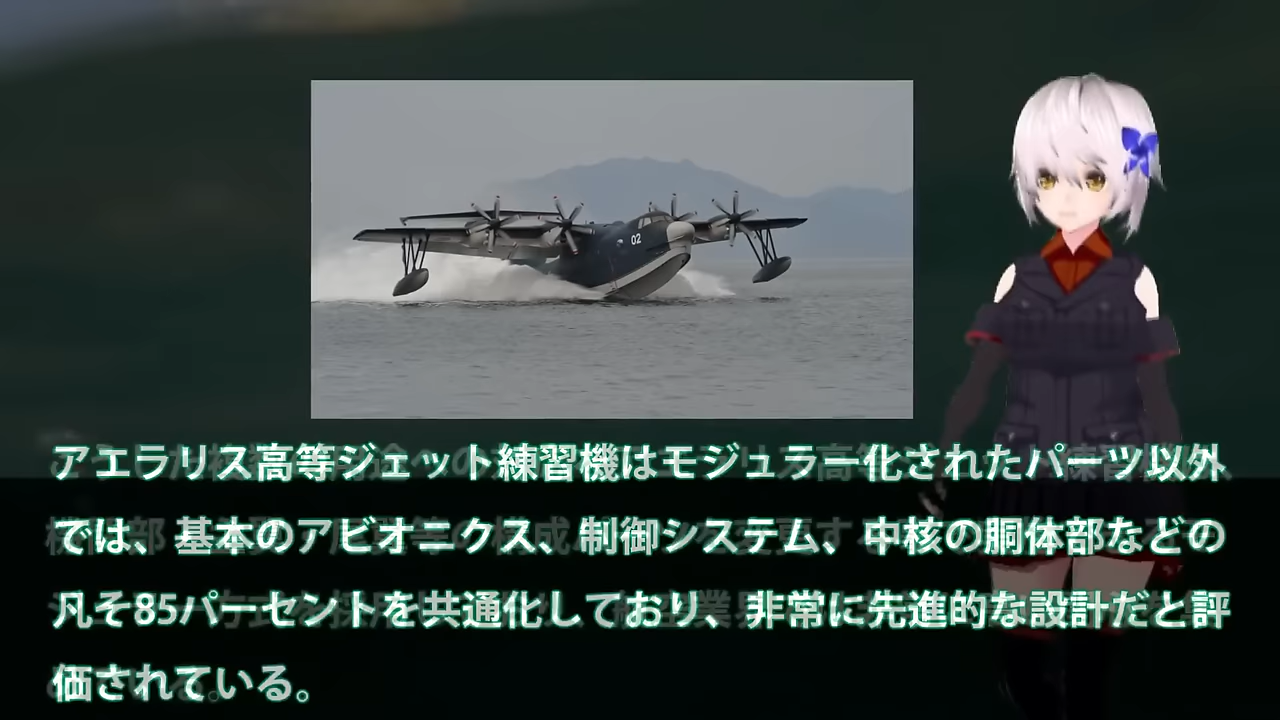 02
アエラリス高等ジェット練習機はモジュラー化されたパーツ以外
では、基本のアビオニクス、制御システム、中核の胴体部などの
凡そ85パーセントを共通化しており、非常に先進的な設計だと評
価されている。